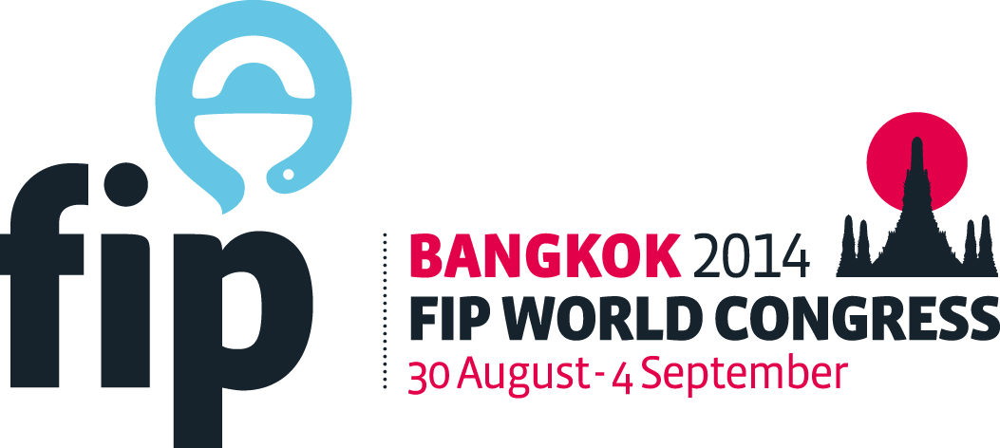 fip
BANGKOK 2014
FIP WORLD CONGRESS
30 August - 4 September